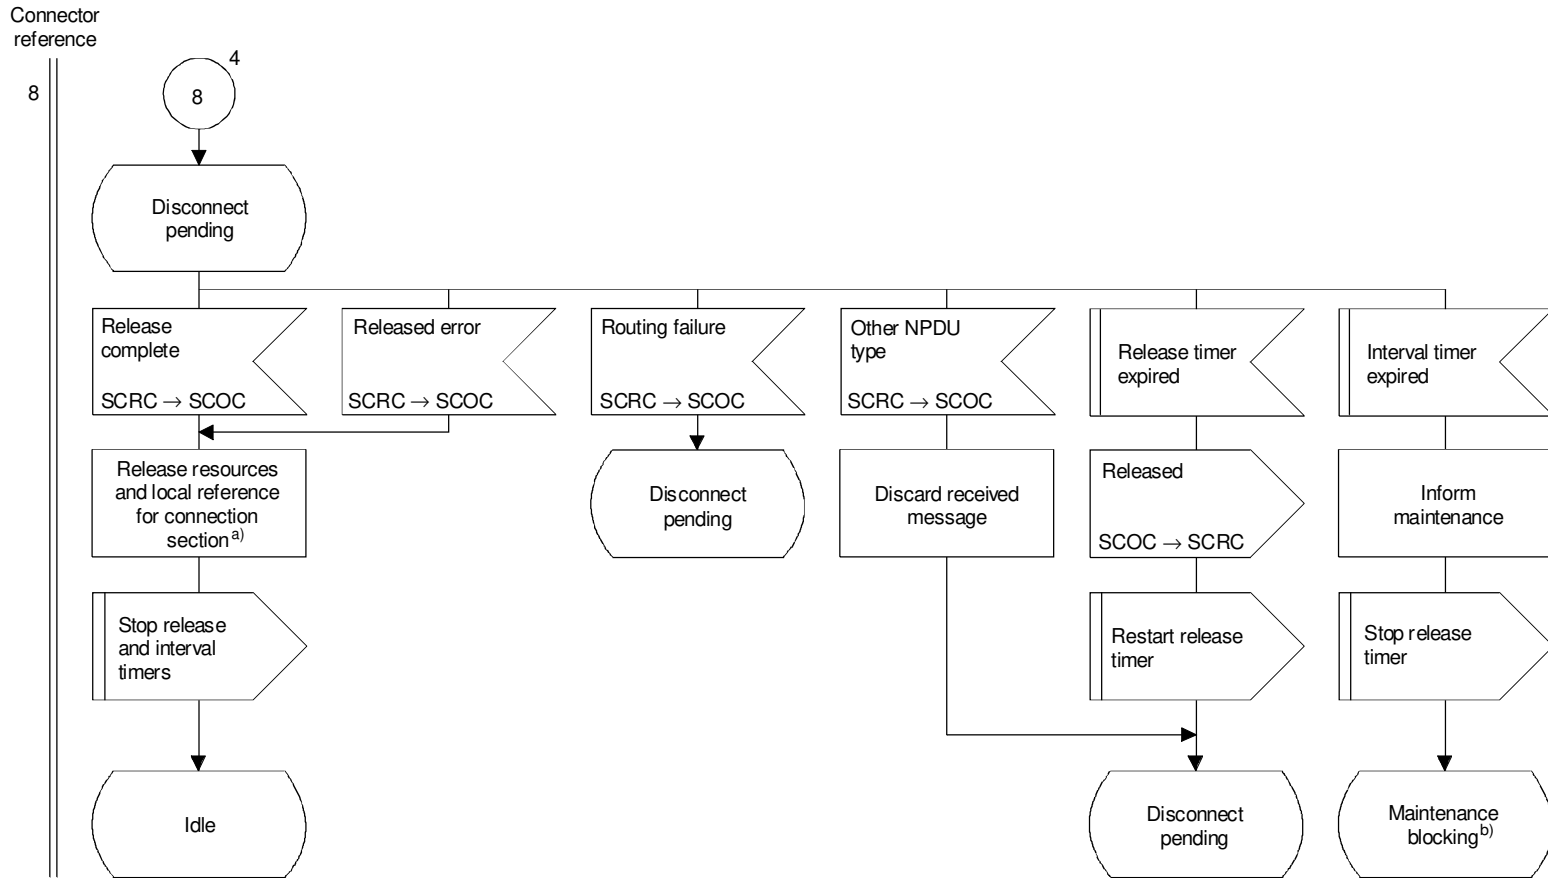 Connector
reference
8
4
8
Disconnect
pending
Release
complete
SCRC → SCOC
Released error
SCRC → SCOC
Routing failure
SCRC → SCOC
Other NPDU
type
SCRC → SCOC
Release timer
expired
Interval timer
expired
Release resources
and local reference
for connection
section a)
Disconnect
pending
Discard received
message
Released
SCOC → SCRC
Inform
maintenance
Stop release
and interval
timers
Restart release
timer
Stop release
timer
Idle
Disconnect
pending
Maintenance
blocking b)